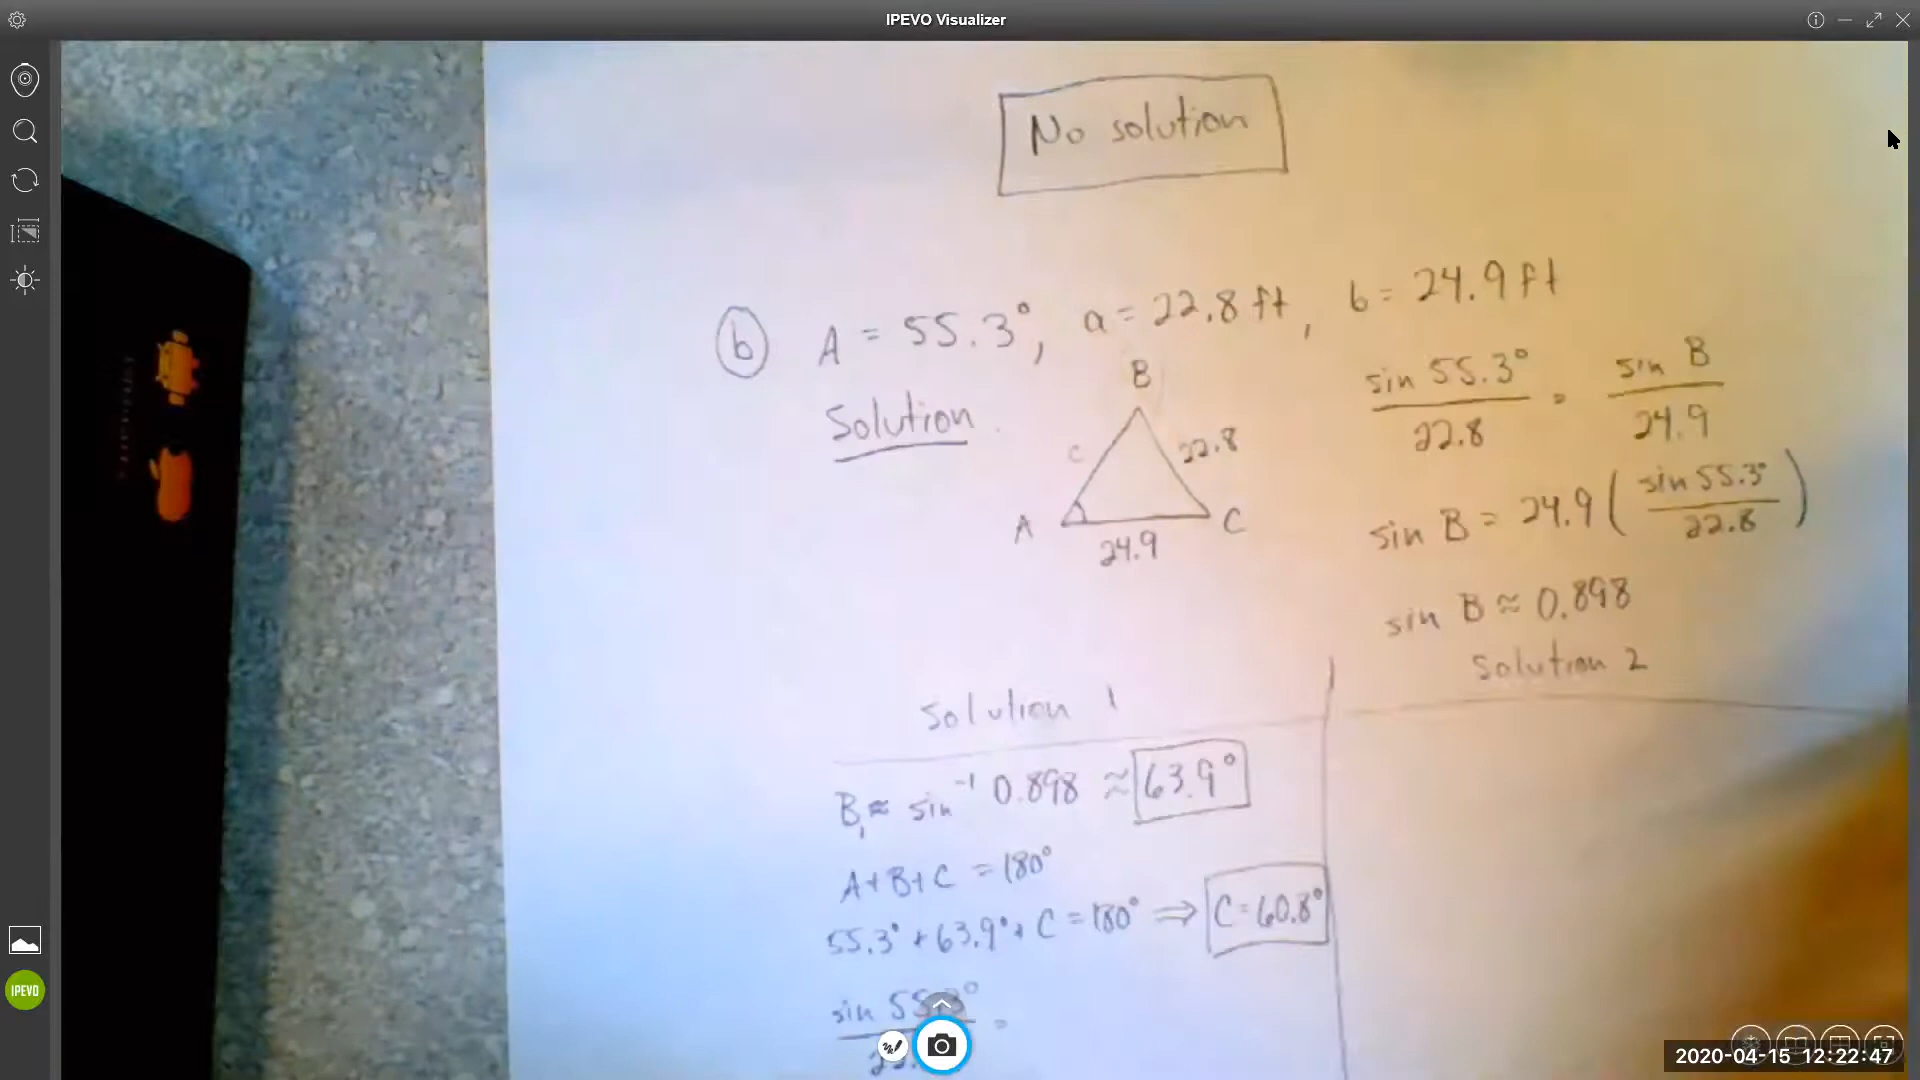 IPEVO Visualizer
No solution
b A = 55.3°, a = 22.8 ft, b = 24.9 ft
Solution
B
c
22.8
A
24.9
C
sin 55.3° / 22.8 = sin B / 24.9
sin B = 24.9 ( sin 55.3° / 22.8 )
sin B ≈ 0.898
Solution 1
B₁ ≈ sin⁻¹ 0.898 ≈ 63.9°
A+B+C = 180°
55.3° + 63.9° + C = 180° ⇒ C = 60.8°
sin 55.3°
=
Solution 2
IPEVO
2020-04-15 12:22:47